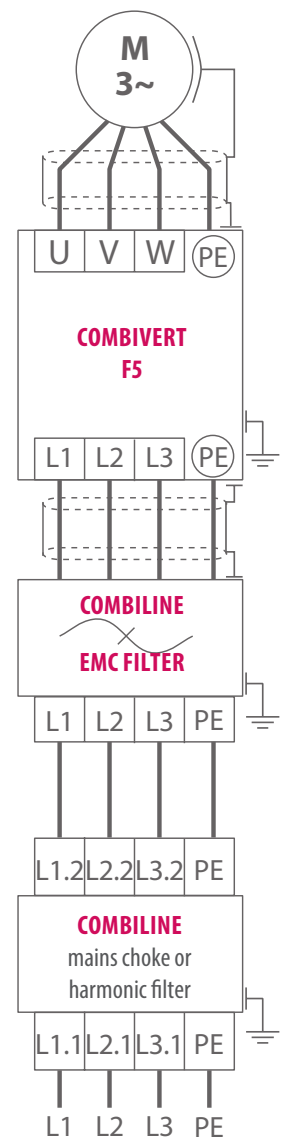 M
3~
U V W PE
COMBIVERT
F5
L1 L2 L3 PE
COMBILINE
EMC FILTER
L1 L2 L3 PE
L1.2 L2.2 L3.2 PE
COMBILINE
mains choke or
harmonic filter
L1.1 L2.1 L3.1 PE
L1 L2 L3 PE